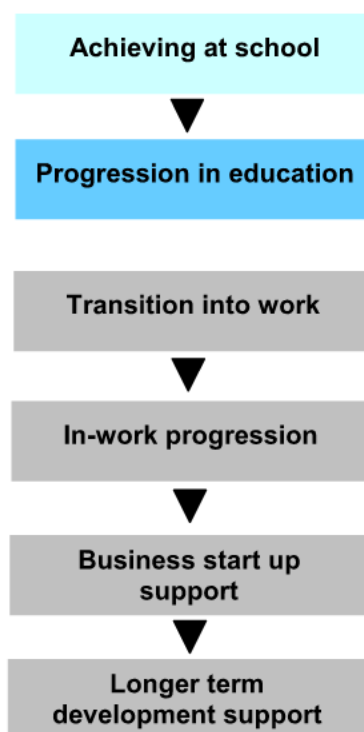 Achieving at school
Progression in education
Transition into work
In-work progression
Business start up
support
Longer term
development support